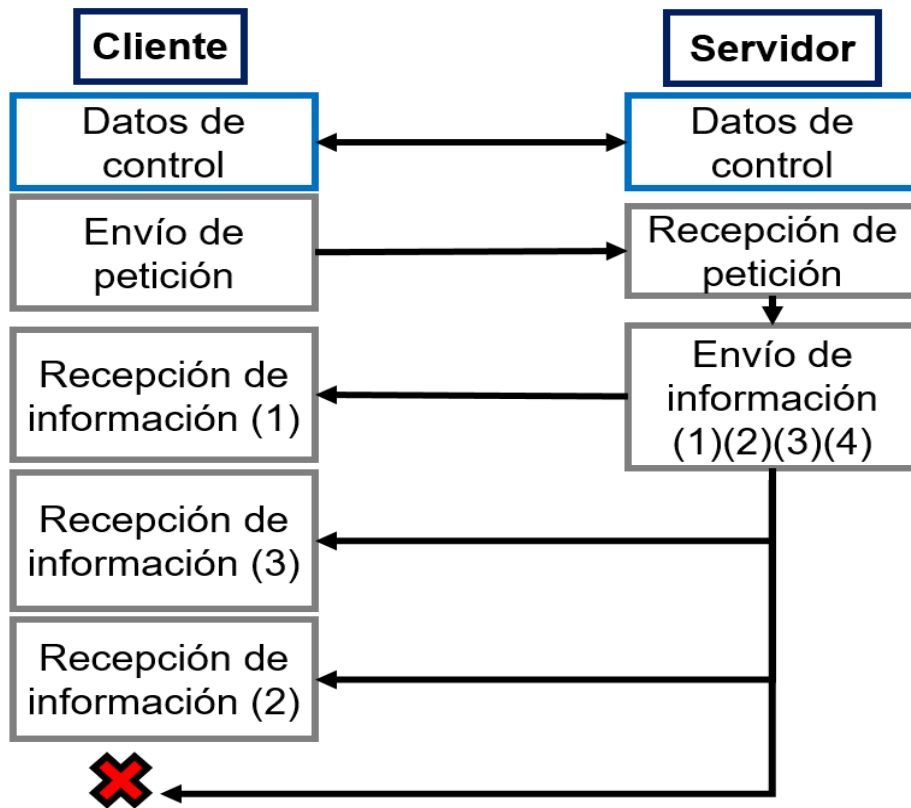 Cliente
Servidor
Datos de
control
Datos de
control
Envío de
petición
Recepción de
petición
Recepción de
información (1)
Envío de
información
(1)(2)(3)(4)
Recepción de
información (3)
Recepción de
información (2)